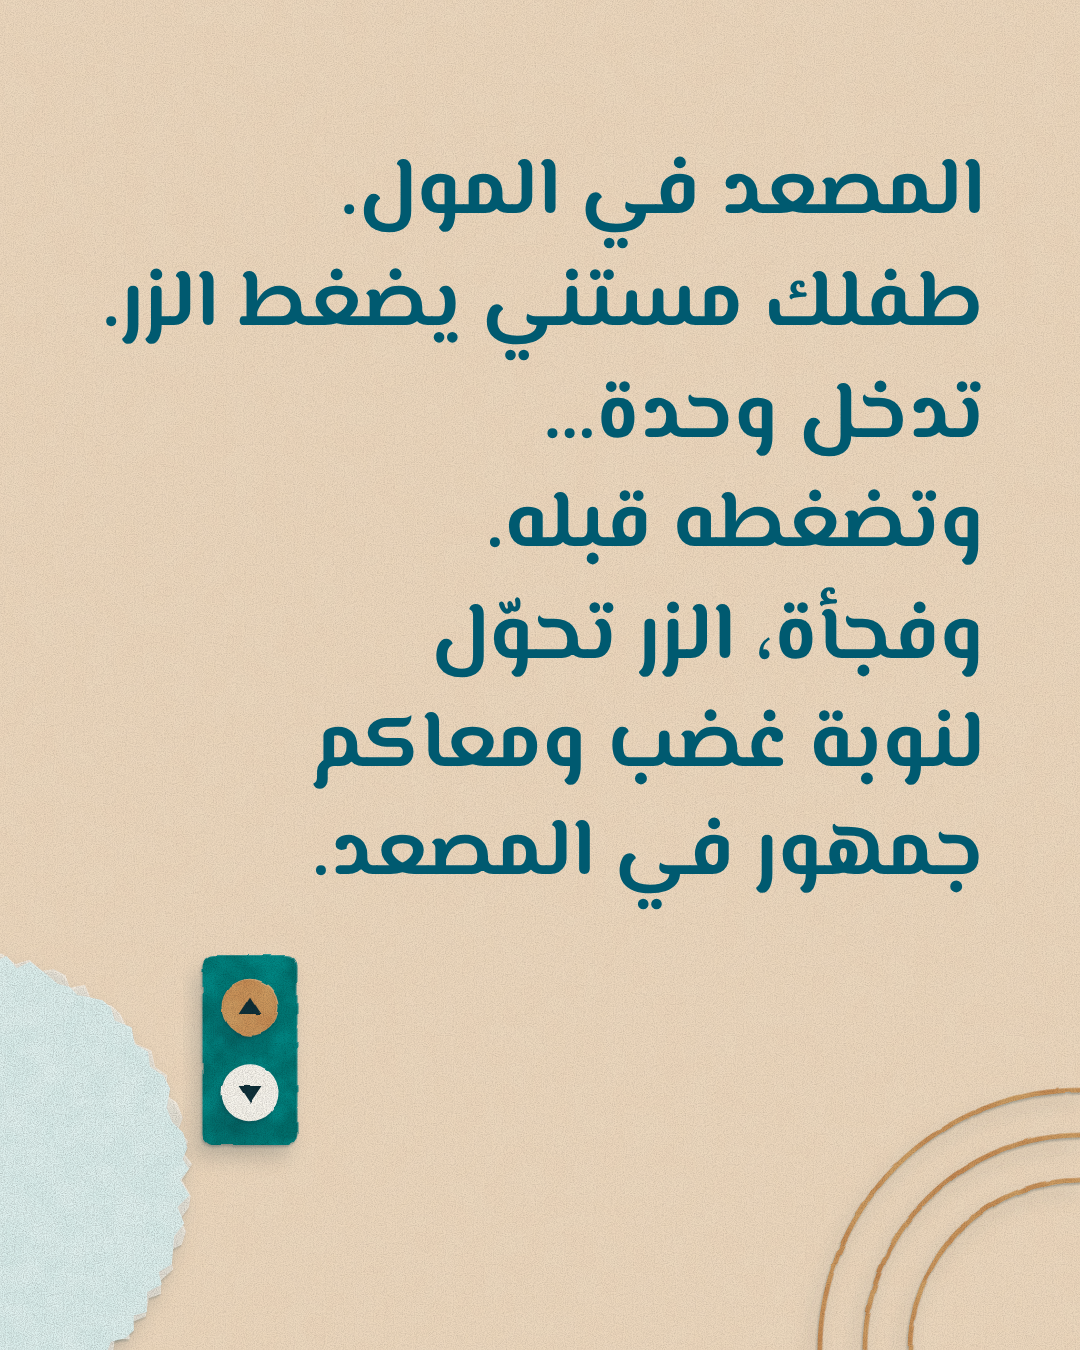 المصعد في المول.
طفلك مستني يضغط الزر.
تدخل وحدة...
وتضغطه قبله.
وفجأة، الزر تحوّل
لنوبة غضب ومعاكم
جمهور في المصعد.